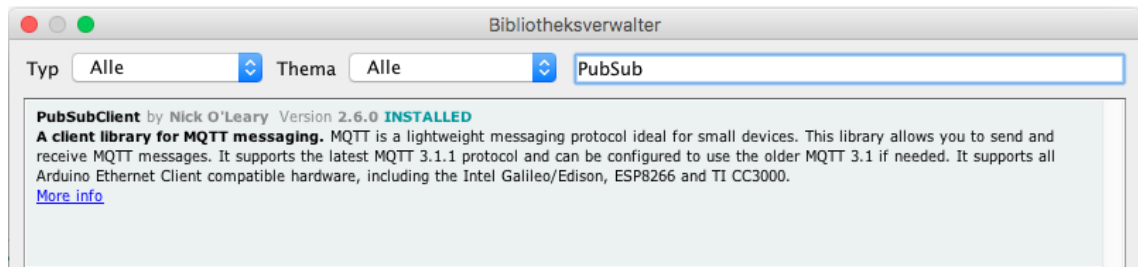 Bibliotheksverwalter
Typ Alle Thema Alle PubSub
PubSubClient by Nick O'Leary Version 2.6.0 INSTALLED
A client library for MQTT messaging. MQTT is a lightweight messaging protocol ideal for small devices. This library allows you to send and
receive MQTT messages. It supports the latest MQTT 3.1.1 protocol and can be configured to use the older MQTT 3.1 if needed. It supports all
Arduino Ethernet Client compatible hardware, including the Intel Galileo/Edison, ESP8266 and TI CC3000.
More info